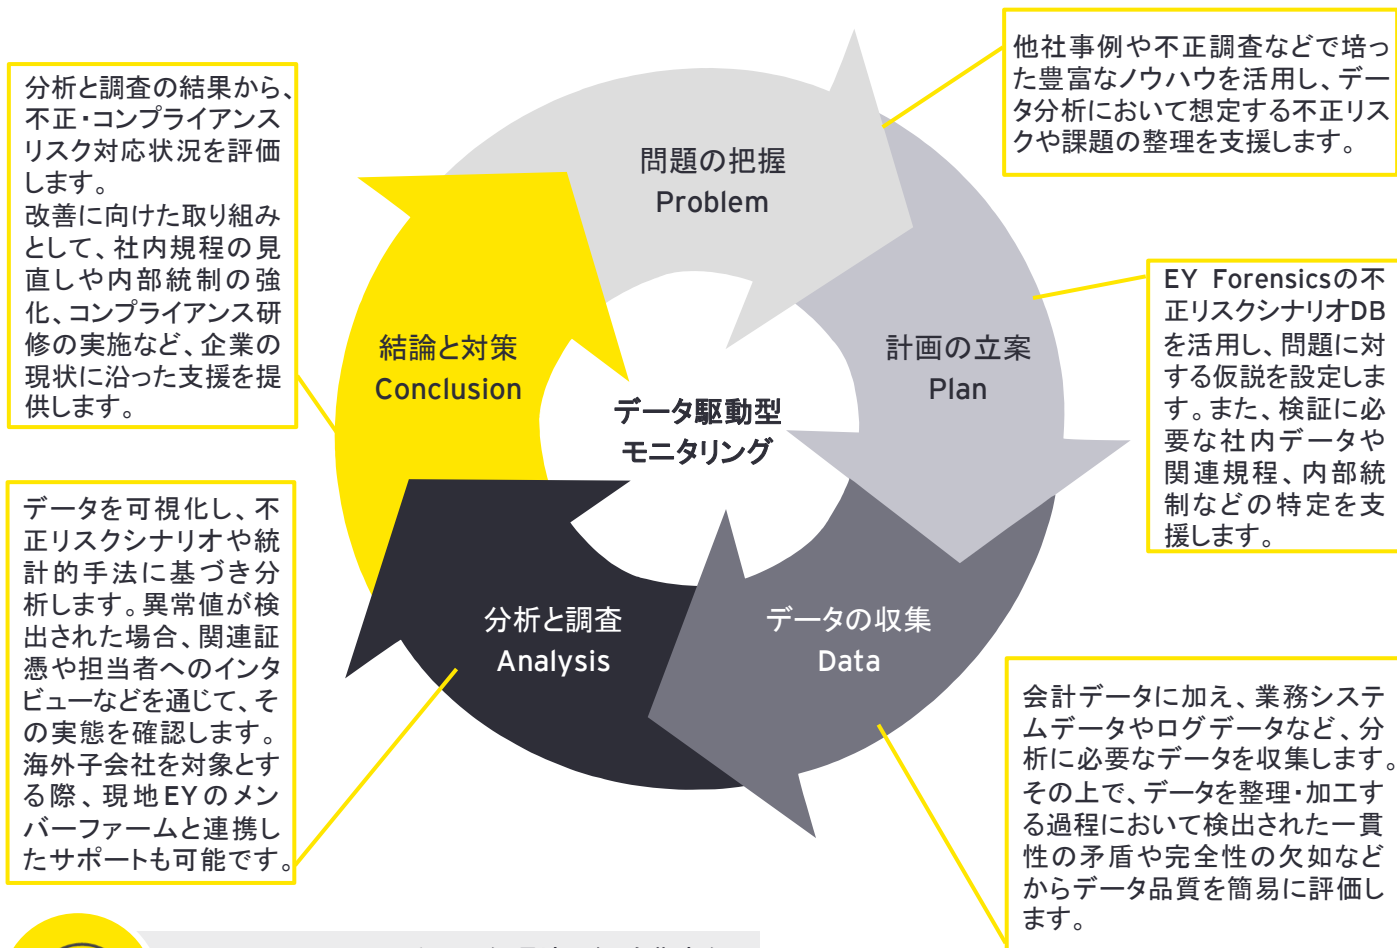 他社事例や不正調査などで培っ
た豊富なノウハウを活用し、デー
タ分析において想定する不正リス
クや課題の整理を支援します。
分析と調査の結果から、
不正・コンプライアンス
リスク対応状況を評価
します。
改善に向けた取り組み
として、社内規程の見
直しや内部統制の強
化、コンプライアンス研
修の実施など、企業の
現状に沿った支援を提
供します。
問題の把握
Problem
EY Forensicsの不
正リスクシナリオDB
を活用し、問題に対
する仮説を設定しま
す。また、検証に必
要な社内データや
関連規程、内部統
制などの特定を支
援します。
計画の立案
Plan
結論と対策
Conclusion
データ駆動型
モニタリング
データを可視化し、不
正リスクシナリオや統
計的手法に基づき分
析します。異常値が検
出された場合、関連証
憑や担当者へのインタ
ビューなどを通じて、そ
の実態を確認します。
海外子会社を対象とす
る際、現地EYのメン
バーファームと連携し
たサポートも可能です。
分析と調査
Analysis
データの収集
Data
会計データに加え、業務システ
ムデータやログデータなど、分
析に必要なデータを収集します。
その上で、データを整理・加工す
る過程において検出された一貫
性の矛盾や完全性の欠如など
からデータ品質を簡易に評価し
ます。